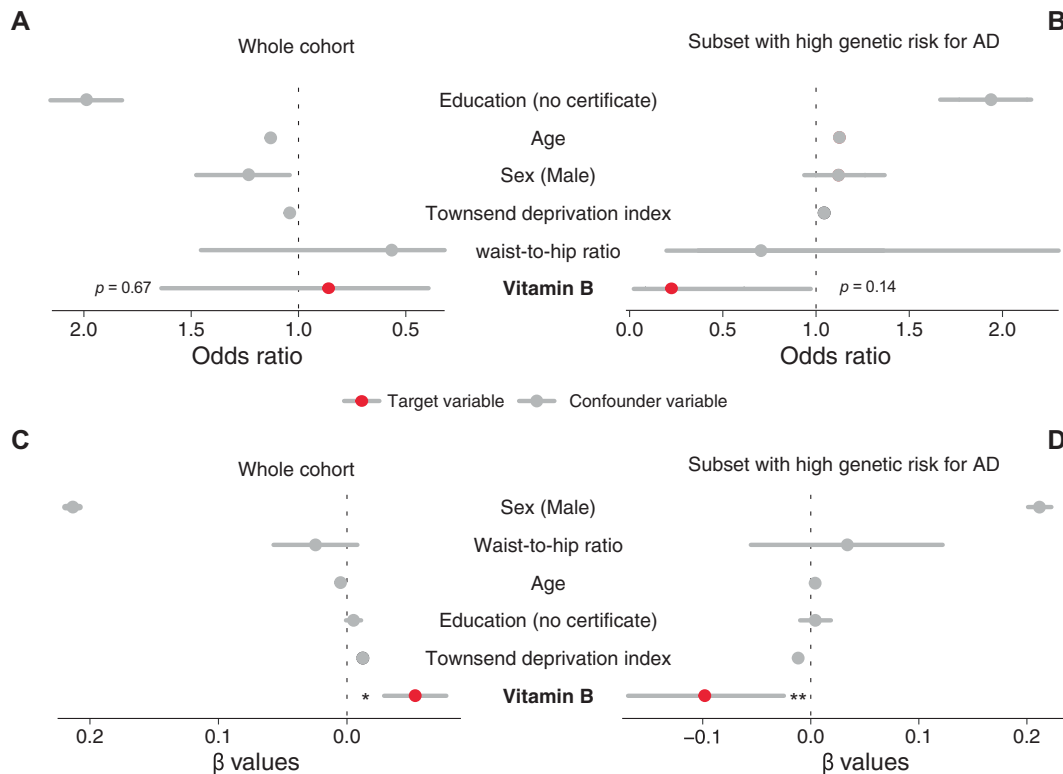 A
B
Whole cohort
Subset with high genetic risk for AD
Education (no certificate)
Age
Sex (Male)
Townsend deprivation index
waist-to-hip ratio
p = 0.67
Vitamin B
p = 0.14
2.0 1.5 1.0 0.5
0.0 0.5 1.0 1.5 2.0
Odds ratio
Odds ratio
Target variable Confounder variable
C
D
Whole cohort
Subset with high genetic risk for AD
Sex (Male)
Waist-to-hip ratio
Age
Education (no certificate)
Townsend deprivation index
* Vitamin B **
0.2 0.1 0.0
−0.1 0.0 0.1 0.2
β values
β values